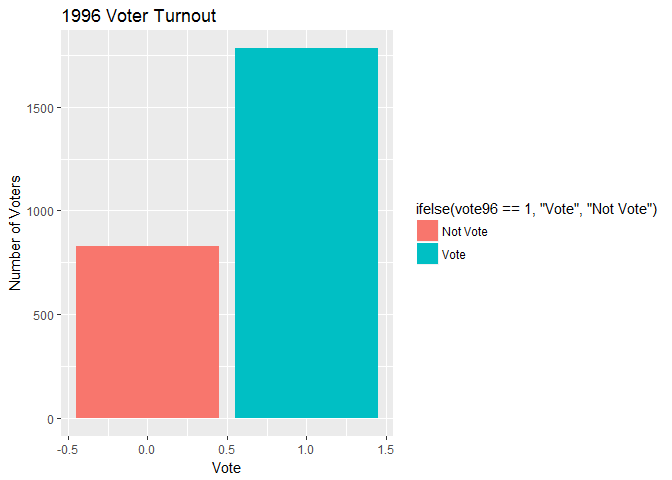 1996 Voter Turnout
Number of Voters
1500
1000
500
0
-0.5 0.0 0.5 1.0 1.5
Vote
ifelse(vote96 == 1, "Vote", "Not Vote")
Not Vote
Vote